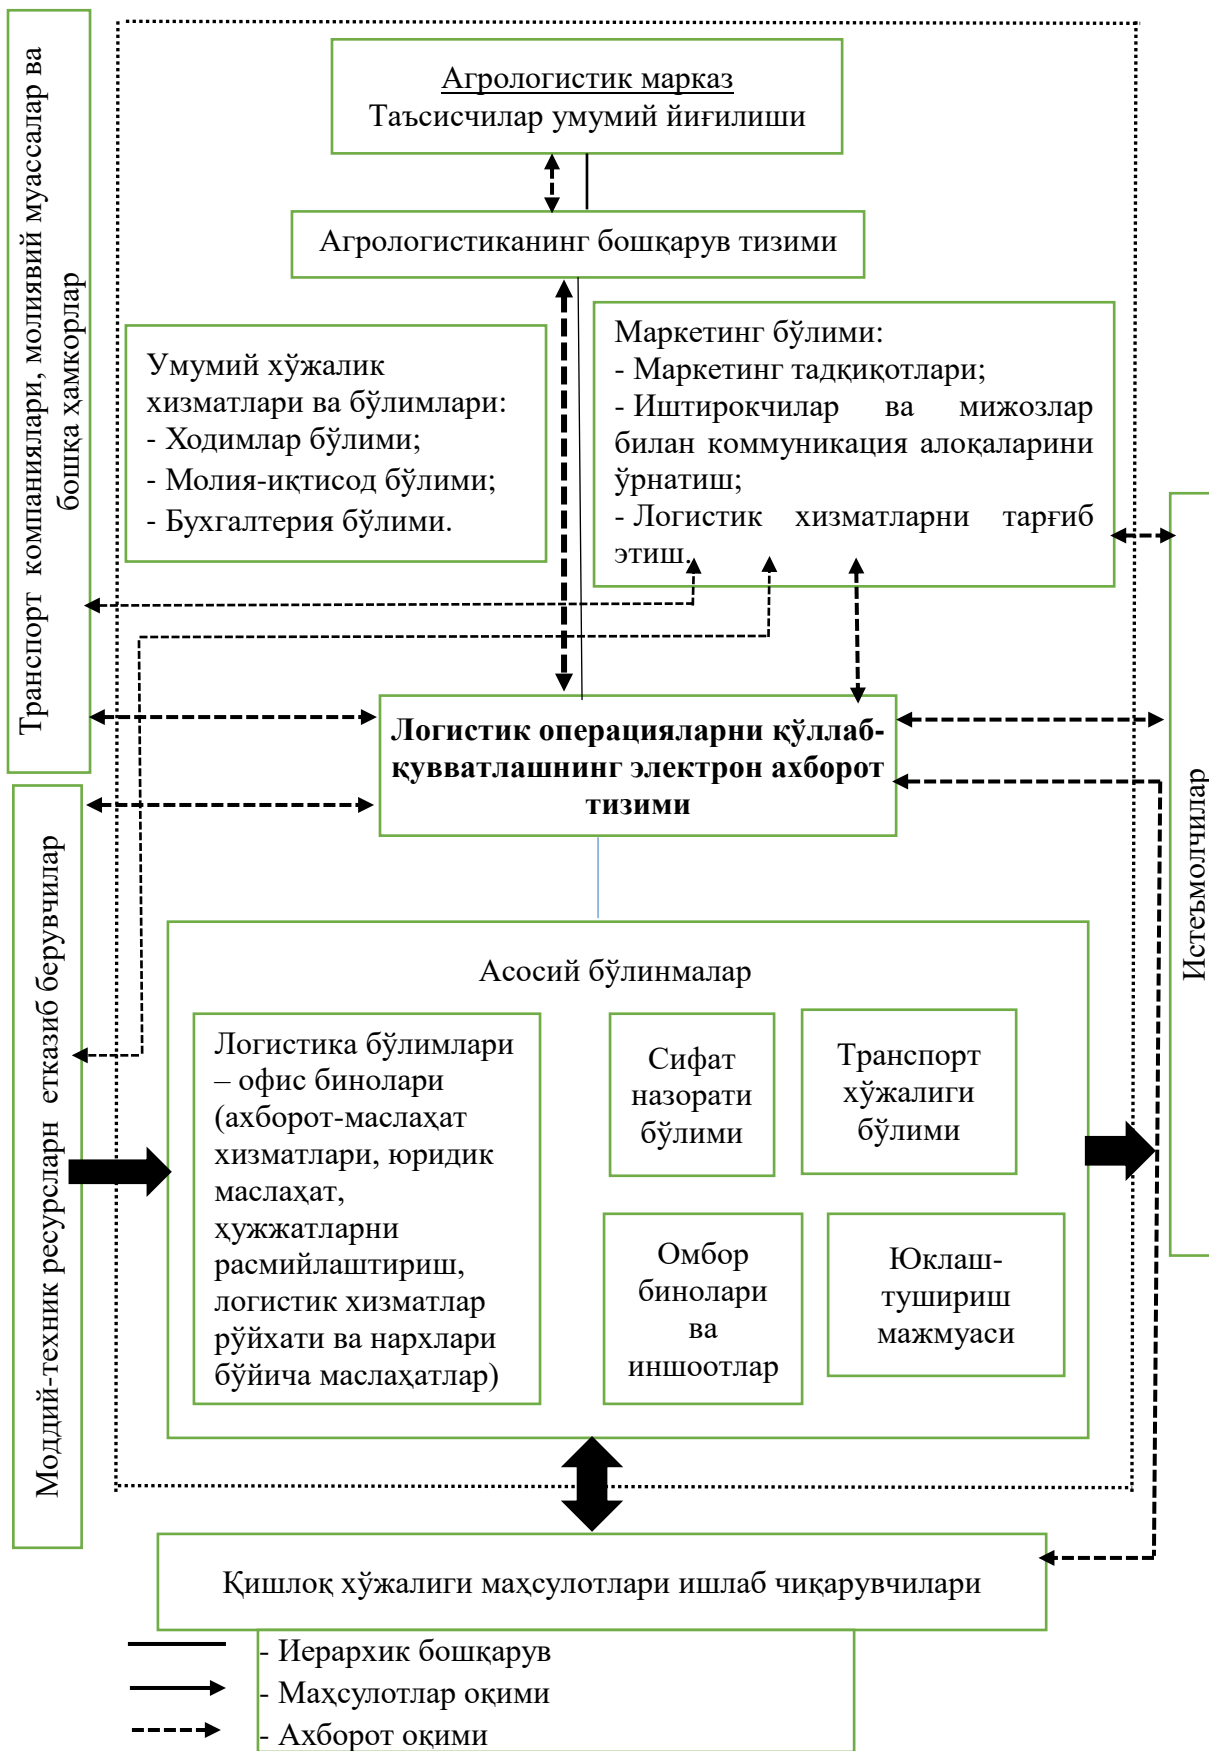 Транспорт компаниялари, молиявий муассалар ва
бошқа ҳамкорлар
Агрологистик марказ
Таъсисчилар умумий йиғилиши
Агрологистиканинг бошқарув тизими
Умумий хўжалик
хизматлари ва бўлимлари:
- Ходимлар бўлими;
- Молия-иқтисод бўлими;
- Бухгалтерия бўлими.
Маркетинг бўлими:
- Маркетинг тадқиқотлари;
- Иштирокчилар ва мижозлар
билан коммуникация алоқаларини
ўрнатиш;
- Логистик хизматларни тарғиб
этиш.
Логистик операцияларни қўллаб-
қувватлашнинг электрон ахборот
тизими
Истеъмолчилар
Моддий-техник ресурсларн етказиб берувчилар
Асосий бўлинмалар
Логистика бўлимлари
– офис бинолари
(ахборот-маслаҳат
хизматлари, юридик
маслаҳат,
ҳужжатларни
расмийлаштириш,
логистик хизматлар
рўйхати ва нархлари
бўйича маслаҳатлар)
Сифат
назорати
бўлими
Транспорт
хўжалиги
бўлими
Омбор
бинолари
ва
иншоотлар
Юклаш-
тушириш
мажмуаси
Қишлоқ хўжалиги маҳсулотлари ишлаб чиқарувчилари
- Иерархик бошқарув
- Маҳсулотлар оқими
- Ахборот оқими